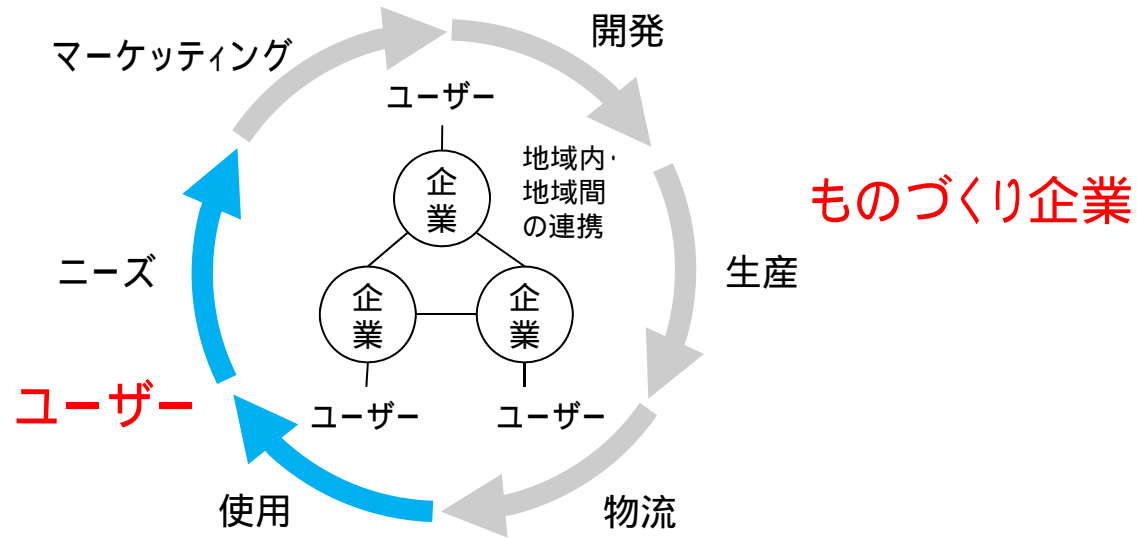 開発
マーケッティング
ユーザー
地域内・
地域間
の連携
企
業
ものづくり企業
生産
ニーズ
企
業
企
業
ユーザー
ユーザー
ユーザー
使用
物流